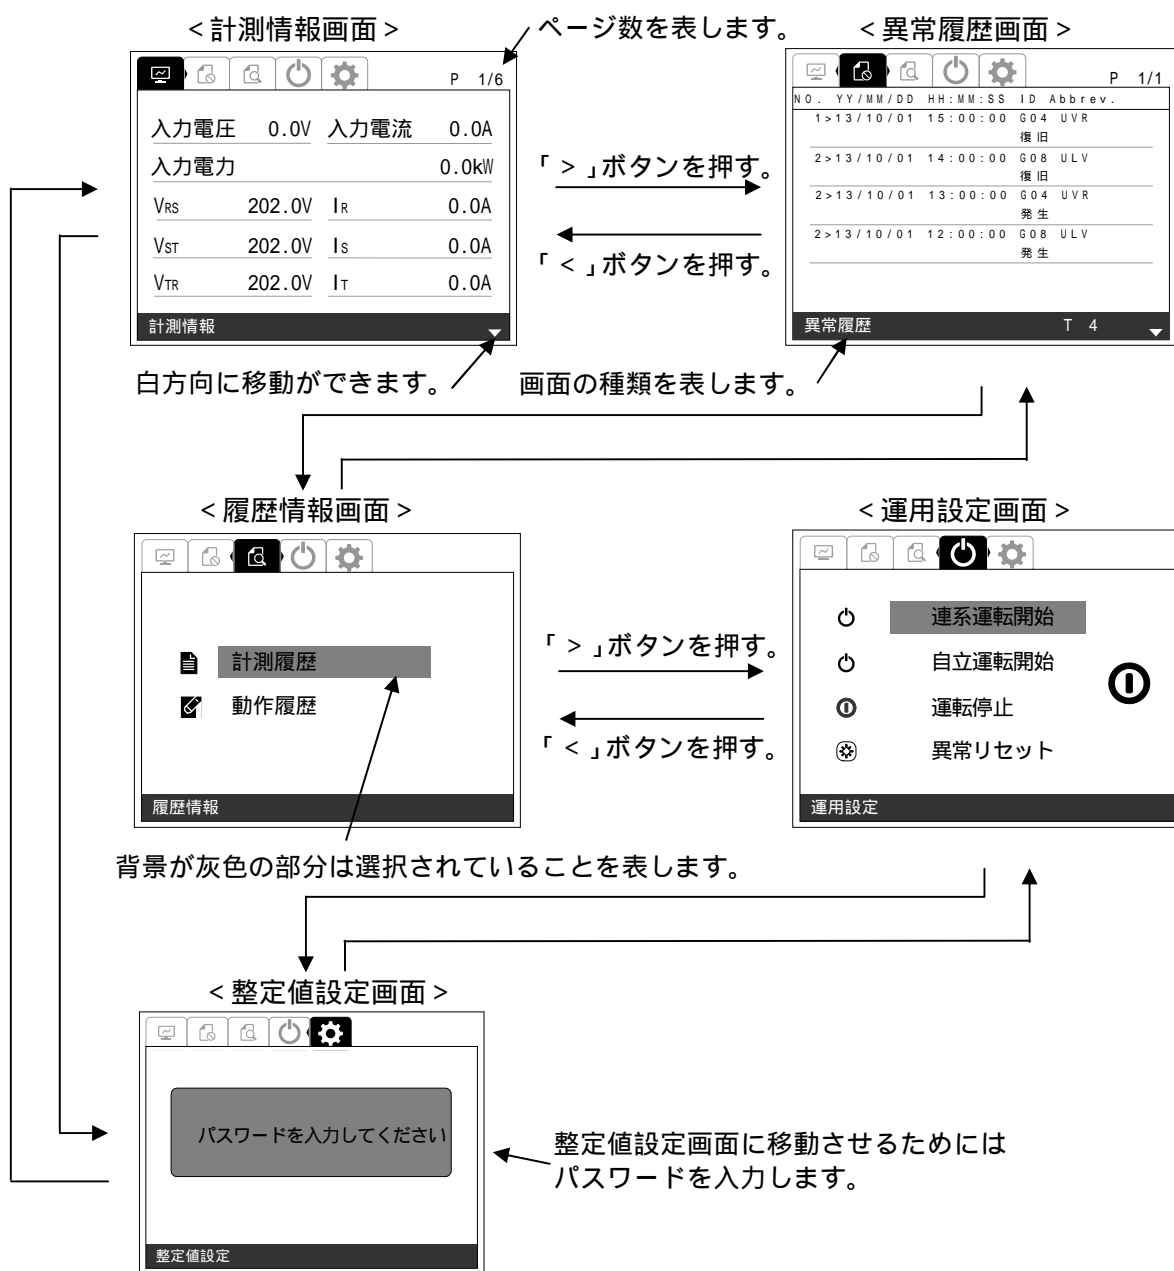 <計測情報画面>
ページ数を表します。
<異常履歴画面>
P 1/6
入力電圧 0.0V 入力電流 0.0A
入力電力 0.0kW
VRS 202.0V IR 0.0A
VST 202.0V IS 0.0A
VTR 202.0V IT 0.0A
計測情報
「>」ボタンを押す。
「<」ボタンを押す。
P 1/1
NO. YY/MM/DD HH:MM:SS ID Abbrev.
1>13/10/01 15:00:00 G04 UVR
復旧
2>13/10/01 14:00:00 G08 ULV
復旧
2>13/10/01 13:00:00 G04 UVR
発生
2>13/10/01 12:00:00 G08 ULV
発生
異常履歴 T 4
白方向に移動ができます。
画面の種類を表します。
<履歴情報画面>
<運用設定画面>
計測履歴
動作履歴
履歴情報
「>」ボタンを押す。
「<」ボタンを押す。
連系運転開始
自立運転開始
運転停止
異常リセット
運用設定
背景が灰色の部分は選択されていることを表します。
<整定値設定画面>
パスワードを入力してください
整定値設定
整定値設定画面に移動させるためには
パスワードを入力します。